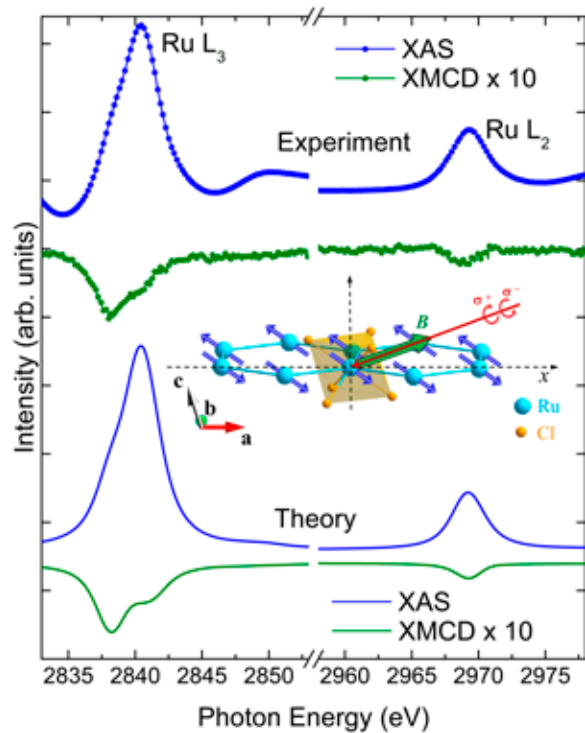 Ru L3
XAS
XMCD x 10
Experiment
Ru L2
Intensity (arb. units)
B
σ+
σ-
x
c
b
a
Ru
Cl
Theory
XAS
XMCD x 10
2835 2840 2845 2850 2960 2965 2970 2975
Photon Energy (eV)